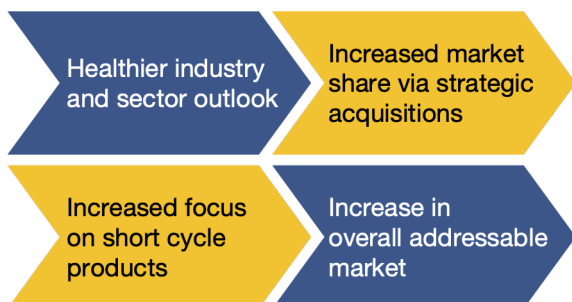 Healthier industry
and sector outlook
Increased market
share via strategic
acquisitions
Increased focus
on short cycle
products
Increase in
overall addressable
market